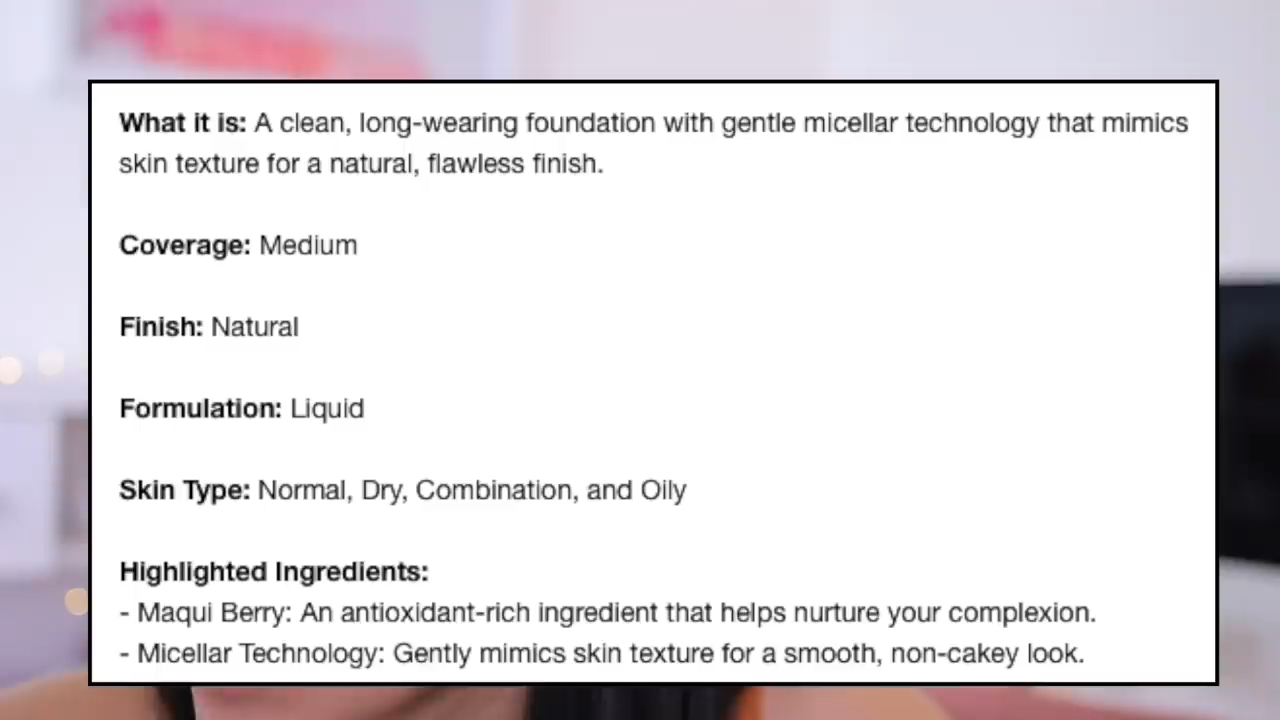 What it is: A clean, long-wearing foundation with gentle micellar technology that mimics
skin texture for a natural, flawless finish.
Coverage: Medium
Finish: Natural
Formulation: Liquid
Skin Type: Normal, Dry, Combination, and Oily
Highlighted Ingredients:
- Maqui Berry: An antioxidant-rich ingredient that helps nurture your complexion.
- Micellar Technology: Gently mimics skin texture for a smooth, non-cakey look.